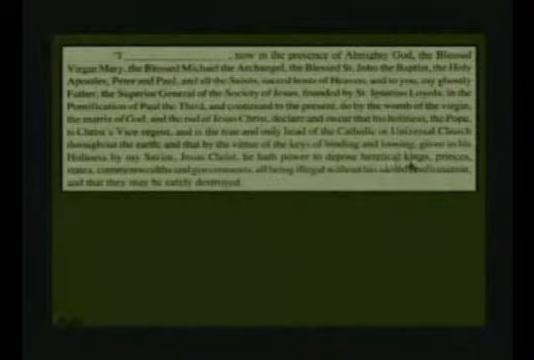 "I ____________, now in the presence of Almighty God, the Blessed
Virgin Mary, the Blessed Michael the Archangel, the Blessed St. John the Baptist, the Holy
Apostles, Peter and Paul, and all the Saints, sacred hosts of Heaven, and to you, my ghostly
Father, the Superior General of the Society of Jesus, founded by St. Ignatius Loyola, in the
Pontification of Paul the Third, and continued to the present, do by the womb of the virgin,
the matrix of God, and the rod of Jesus Christ, declare and swear that his holiness, the Pope,
is Christ's Vice regent, and is the true and only head of the Catholic or Universal Church
throughout the earth; and that by the virtue of the keys of binding and loosing, given to his
Holiness by my Savior, Jesus Christ, he hath power to depose heretical kings, princes,
states, commonwealths and governments, all being illegal without his sacred confirmation,
and that they may be safely destroyed.